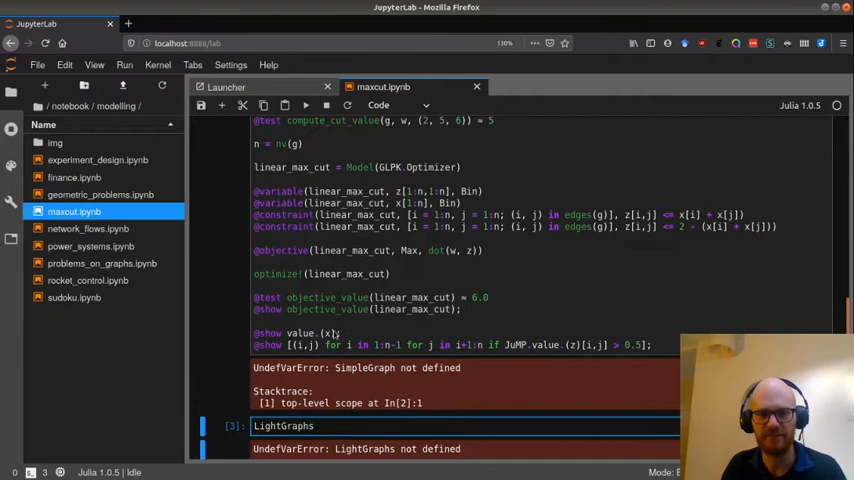 JupyterLab - Mozilla Firefox
JupyterLab
localhost:8888/lab
130%
File Edit View Run Kernel Tabs Settings Help
Launcher
maxcut.ipynb
Code
Julia 1.0.5
/ notebook / modelling /
Name
img
experiment_design.ipynb
finance.ipynb
geometric_problems.ipynb
maxcut.ipynb
network_flows.ipynb
power_systems.ipynb
problems_on_graphs.ipynb
rocket_control.ipynb
sudoku.ipynb
@test compute_cut_value(g, w, (2, 5, 6)) ≈ 5
n = nv(g)
linear_max_cut = Model(GLPK.Optimizer)
@variable(linear_max_cut, z[1:n,1:n], Bin)
@variable(linear_max_cut, x[1:n], Bin)
@constraint(linear_max_cut, [i = 1:n, j = 1:n; (i, j) in edges(g)], z[i,j] <= x[i] + x[j])
@constraint(linear_max_cut, [i = 1:n, j = 1:n; (i, j) in edges(g)], z[i,j] <= 2 - (x[i] + x[j]))
@objective(linear_max_cut, Max, dot(w, z))
optimize!(linear_max_cut)
@test objective_value(linear_max_cut) ≈ 6.0
@show objective_value(linear_max_cut);
@show value.(x);
@show [(i,j) for i in 1:n-1 for j in i+1:n if JuMP.value.(z)[i,j] > 0.5];
UndefVarError: SimpleGraph not defined
Stacktrace:
[1] top-level scope at In[2]:1
[3]: LightGraphs
UndefVarError: LightGraphs not defined
0 3 Julia 1.0.5 | Idle